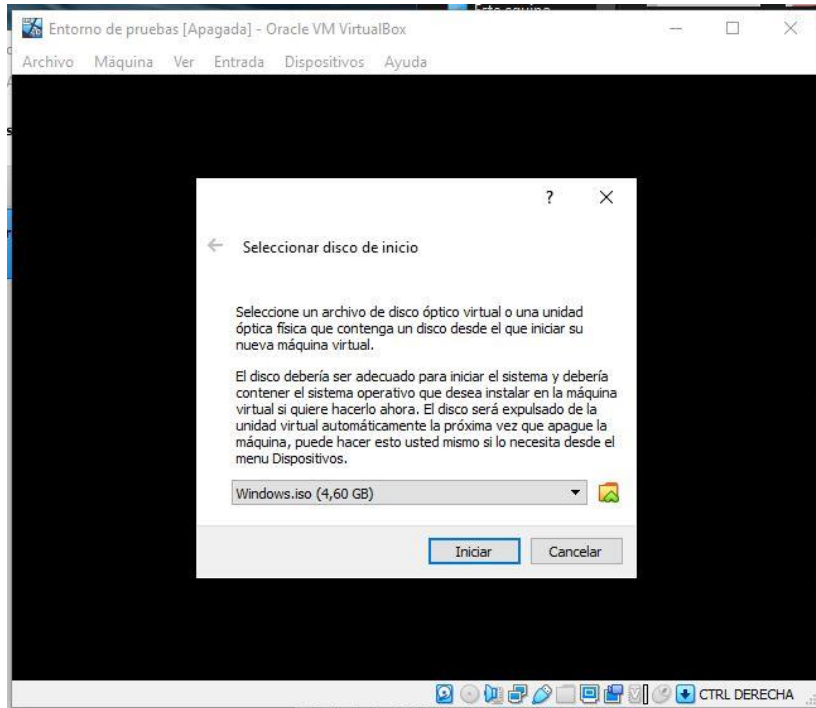 Entorno de pruebas [Apagada] - Oracle VM VirtualBox
Archivo Máquina Ver Entrada Dispositivos Ayuda
?
Seleccionar disco de inicio
Seleccione un archivo de disco óptico virtual o una unidad
óptica física que contenga un disco desde el que iniciar su
nueva máquina virtual.
El disco debería ser adecuado para iniciar el sistema y debería
contener el sistema operativo que desea instalar en la máquina
virtual si quiere hacerlo ahora. El disco será expulsado de la
unidad virtual automáticamente la próxima vez que apague la
máquina, puede hacer esto usted mismo si lo necesita desde el
menu Dispositivos.
Windows.iso (4,60 GB)
Iniciar Cancelar
CTRL DERECHA